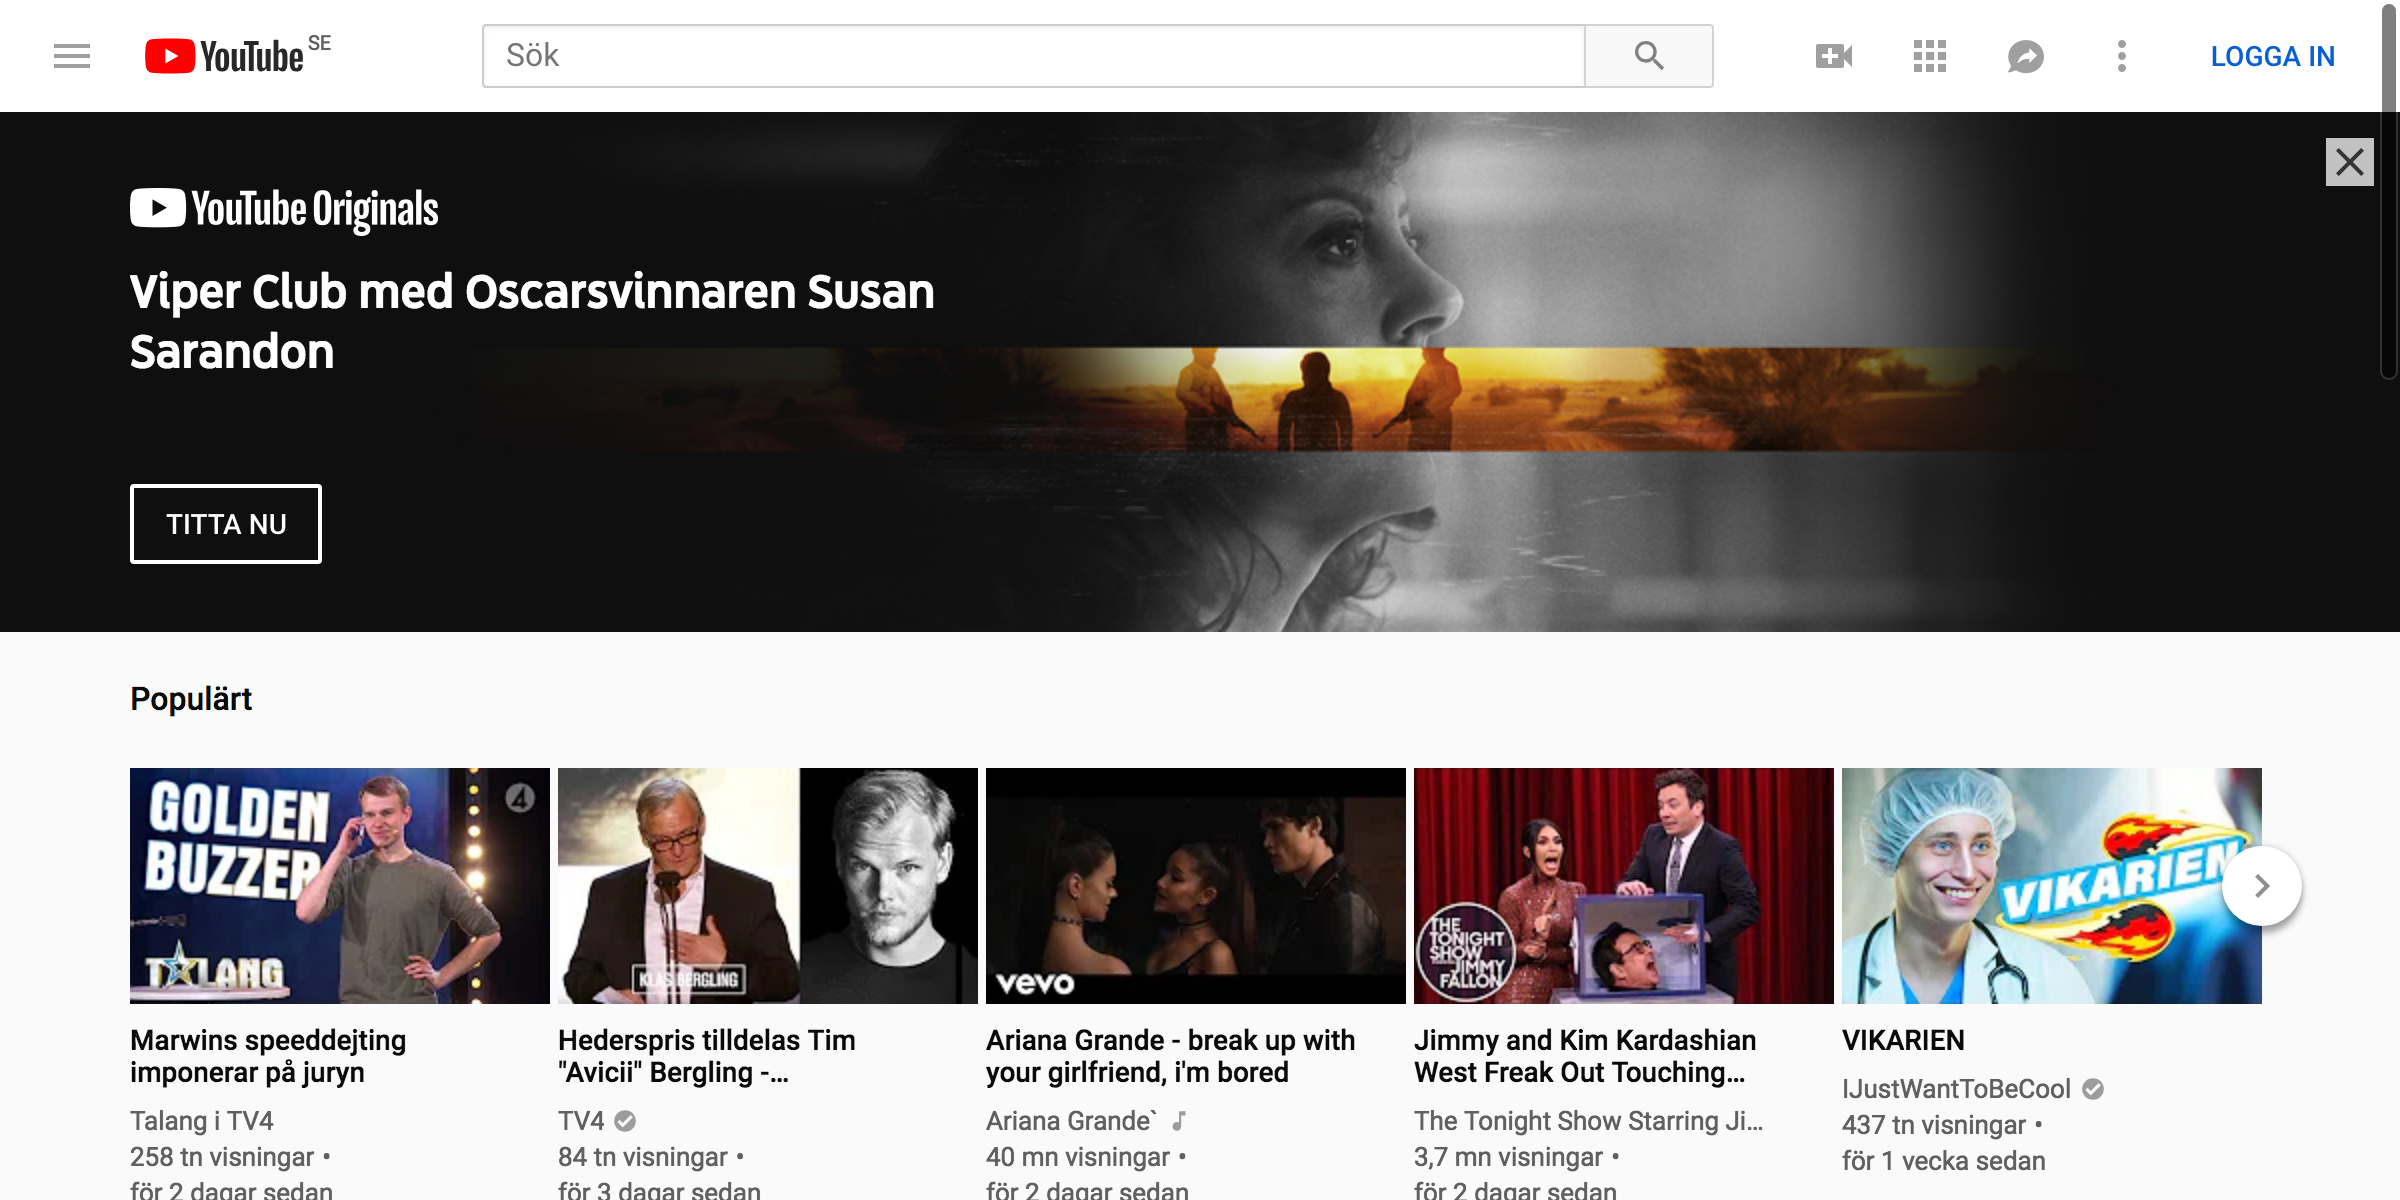 YouTube SE
Sök
LOGGA IN
YouTube Originals
Viper Club med Oscarsvinnaren Susan
Sarandon
TITTA NU
Populärt
GOLDEN
BUZZER
4
TALANG
KLAS BERGLING
vevo
THE
TONIGHT
SHOW
JIMMY
FALLON
VIKARIEN
Marwins speeddejting
imponerar på juryn
Talang i TV4
258 tn visningar •
för 2 dagar sedan
Hederspris tilldelas Tim
"Avicii" Bergling -...
TV4
84 tn visningar •
för 3 dagar sedan
Ariana Grande - break up with
your girlfriend, i'm bored
Ariana Grande`
40 mn visningar •
för 2 dagar sedan
Jimmy and Kim Kardashian
West Freak Out Touching...
The Tonight Show Starring Ji...
3,7 mn visningar •
för 2 dagar sedan
VIKARIEN
IJustWantToBeCool
437 tn visningar •
för 1 vecka sedan